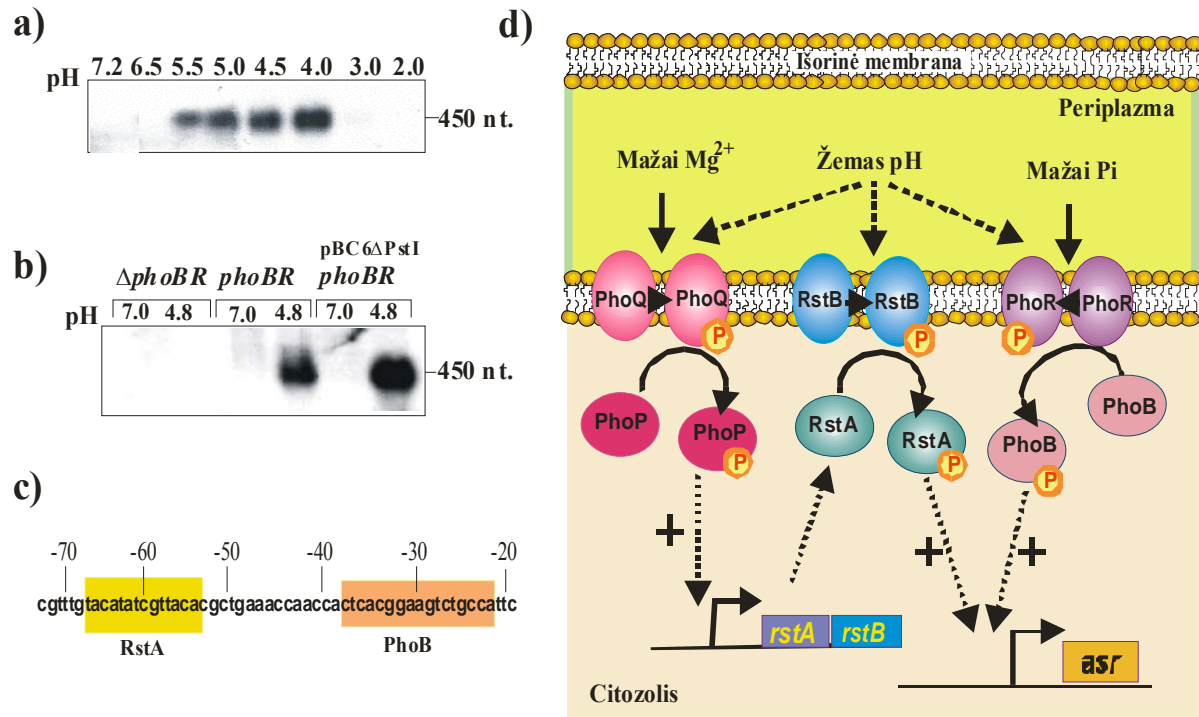 a)
pH 7.2 6.5 5.5 5.0 4.5 4.0 3.0 2.0
450 nt.
b)
pBC6ΔPstI
ΔphoBR phoBR phoBR
pH 7.0 4.8 7.0 4.8 7.0 4.8
450 nt.
c)
-70 -60 -50 -40 -30 -20
cgtttgtacatatcgttacacgctgaaaccaaccactcacggaagtctgccattc
RstA PhoB
d)
Išorinė membrana
Periplazma
Mažai Mg2+
Žemas pH
Mažai Pi
PhoQ PhoQ RstB RstB PhoR PhoR
P P P
PhoP PhoP RstA RstA PhoB PhoB
P P P
+ + +
rstA rstB
asr
Citozolis